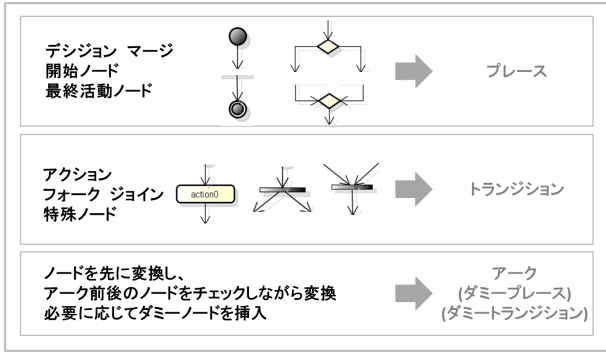 デシジョン マージ
開始ノード
最終活動ノード
プレース
アクション
フォーク ジョイン
特殊ノード
action0
トランジション
ノードを先に変換し、
アーク前後のノードをチェックしながら変換
必要に応じてダミーノードを挿入
アーク
(ダミープレース)
(ダミートランジション)